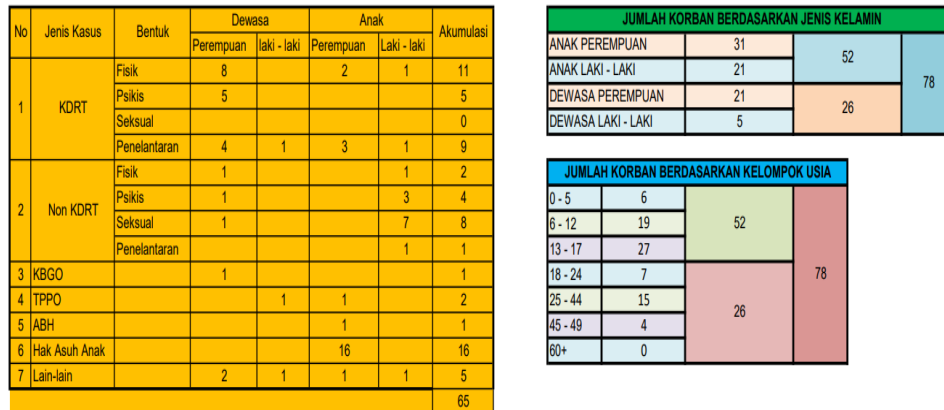 No Jenis Kasus Bentuk Dewasa Anak Akumulasi
Perempuan laki - laki Perempuan Laki - laki
1 KDRT Fisik 8 2 1 11
Psikis 5 5
Seksual 0
Penelantaran 4 1 3 1 9
2 Non KDRT Fisik 1 1 2
Psikis 1 3 4
Seksual 1 7 8
Penelantaran 1 1
3 KBGO 1 1
4 TPPO 1 1 2
5 ABH 1 1
6 Hak Asuh Anak 16 16
7 Lain-lain 2 1 1 1 5
65
JUMLAH KORBAN BERDASARKAN JENIS KELAMIN
ANAK PEREMPUAN 31 52 78
ANAK LAKI - LAKI 21
DEWASA PEREMPUAN 21 26
DEWASA LAKI - LAKI 5
JUMLAH KORBAN BERDASARKAN KELOMPOK USIA
0 - 5 6 52 78
6 - 12 19
13 - 17 27
18 - 24 7 26
25 - 44 15
45 - 49 4
60+ 0